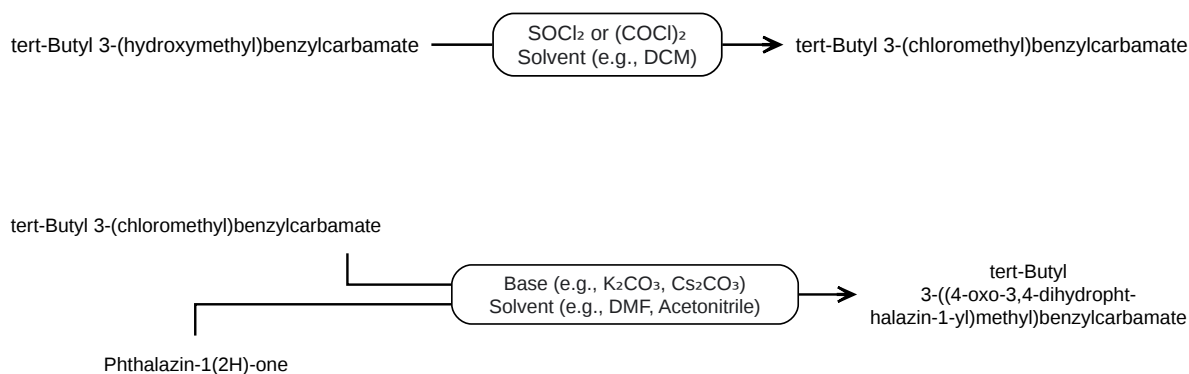 tert-Butyl 3-(hydroxymethyl)benzylcarbamate
SOCl₂ or (COCl)₂
Solvent (e.g., DCM)
tert-Butyl 3-(chloromethyl)benzylcarbamate
tert-Butyl 3-(chloromethyl)benzylcarbamate
Base (e.g., K₂CO₃, Cs₂CO₃)
Solvent (e.g., DMF, Acetonitrile)
tert-Butyl
3-((4-oxo-3,4-dihydropht-
halazin-1-yl)methyl)benzylcarbamate
Phthalazin-1(2H)-one